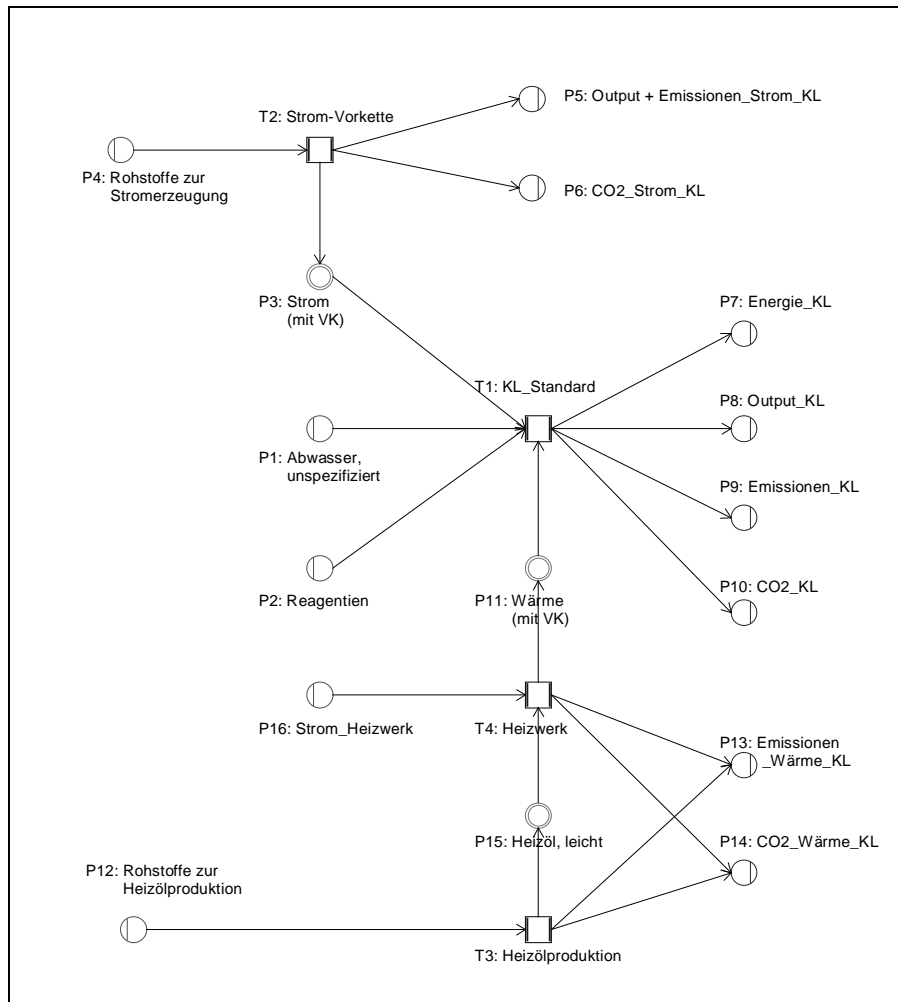 P5: Output + Emissionen_Strom_KL
T2: Strom-Vorkette
P4: Rohstoffe zur
Stromerzeugung
P6: CO2_Strom_KL
P3: Strom
(mit VK)
P7: Energie_KL
T1: KL_Standard
P8: Output_KL
P1: Abwasser,
unspezifiziert
P9: Emissionen_KL
P2: Reagentien
P11: Wärme
(mit VK)
P10: CO2_KL
P16: Strom_Heizwerk
T4: Heizwerk
P13: Emissionen
_Wärme_KL
P15: Heizöl, leicht
P14: CO2_Wärme_KL
P12: Rohstoffe zur
Heizölproduktion
T3: Heizölproduktion